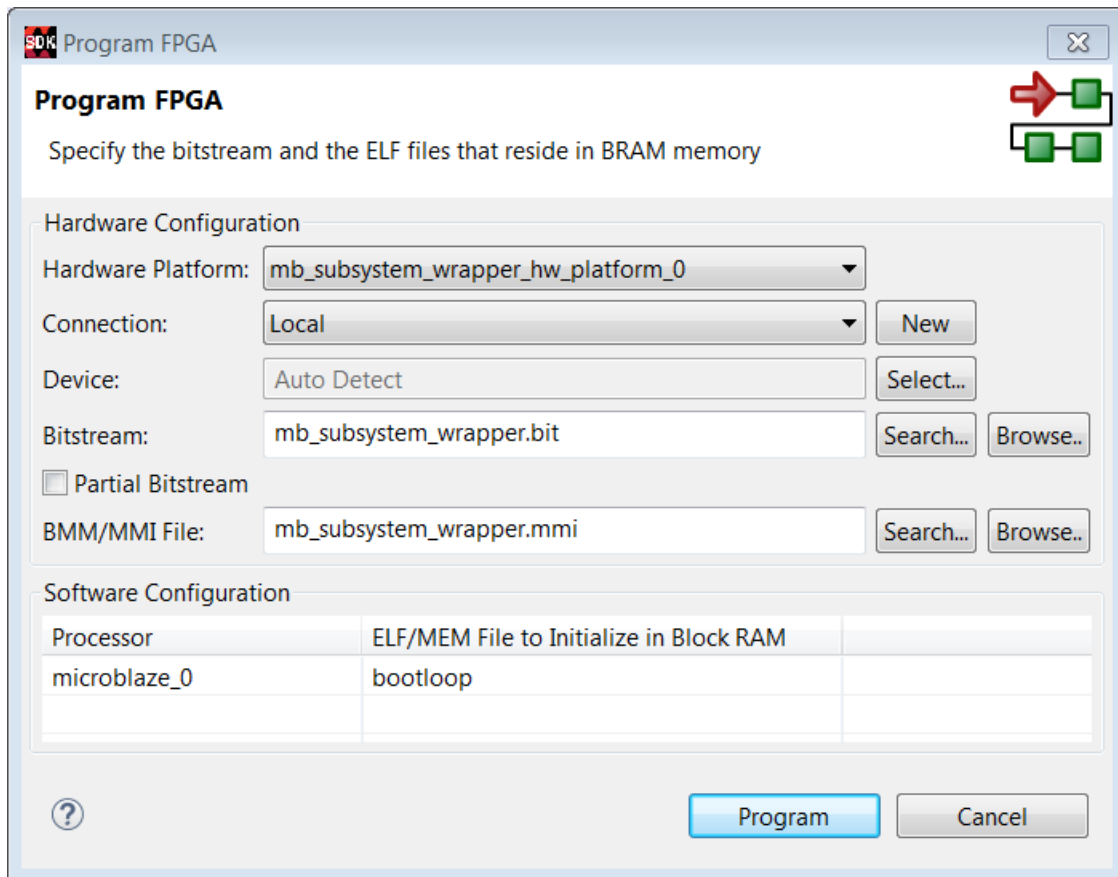 SDK Program FPGA
Program FPGA
Specify the bitstream and the ELF files that reside in BRAM memory
Hardware Configuration
Hardware Platform: mb_subsystem_wrapper_hw_platform_0
Connection: Local New
Device: Auto Detect Select...
Bitstream: mb_subsystem_wrapper.bit Search... Browse..
Partial Bitstream
BMM/MMI File: mb_subsystem_wrapper.mmi Search... Browse..
Software Configuration
Processor ELF/MEM File to Initialize in Block RAM
microblaze_0 bootloop
? Program Cancel